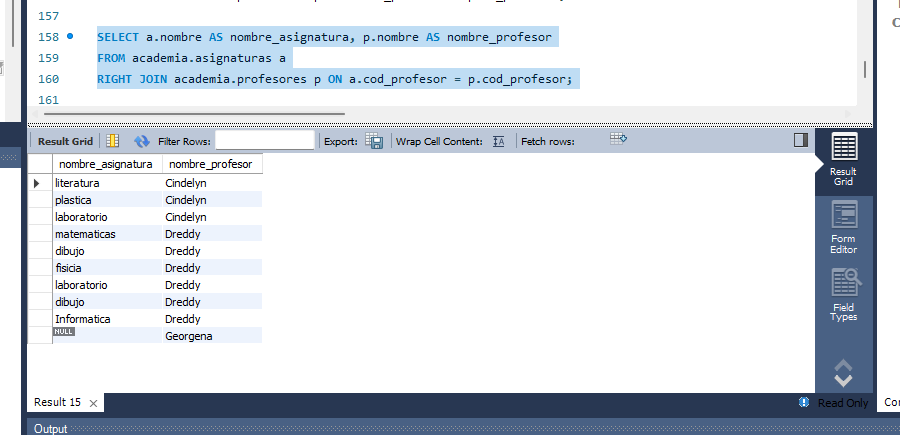 157
158 SELECT a.nombre AS nombre_asignatura, p.nombre AS nombre_profesor
159 FROM academia.asignaturas a
160 RIGHT JOIN academia.profesores p ON a.cod_profesor = p.cod_profesor;
161
Result Grid Filter Rows: Export: Wrap Cell Content: Fetch rows:
nombre_asignatura nombre_profesor
literatura Cindelyn
plastica Cindelyn
laboratorio Cindelyn
matematicas Dreddy
dibujo Dreddy
fisicia Dreddy
laboratorio Dreddy
dibujo Dreddy
Informatica Dreddy
NULL Georgena
Result
Grid
Form
Editor
Field
Types
Result 15
Read Only
Output